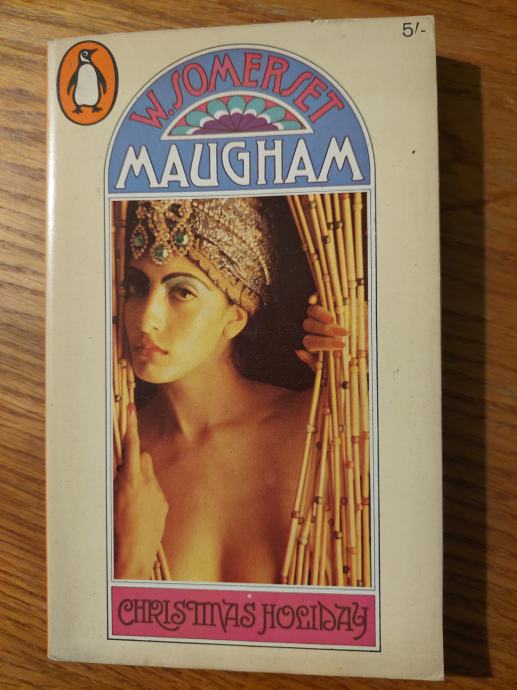 5/-
W. SOMERSET
MAUGHAM
CHRISTMAS HOLIDAY